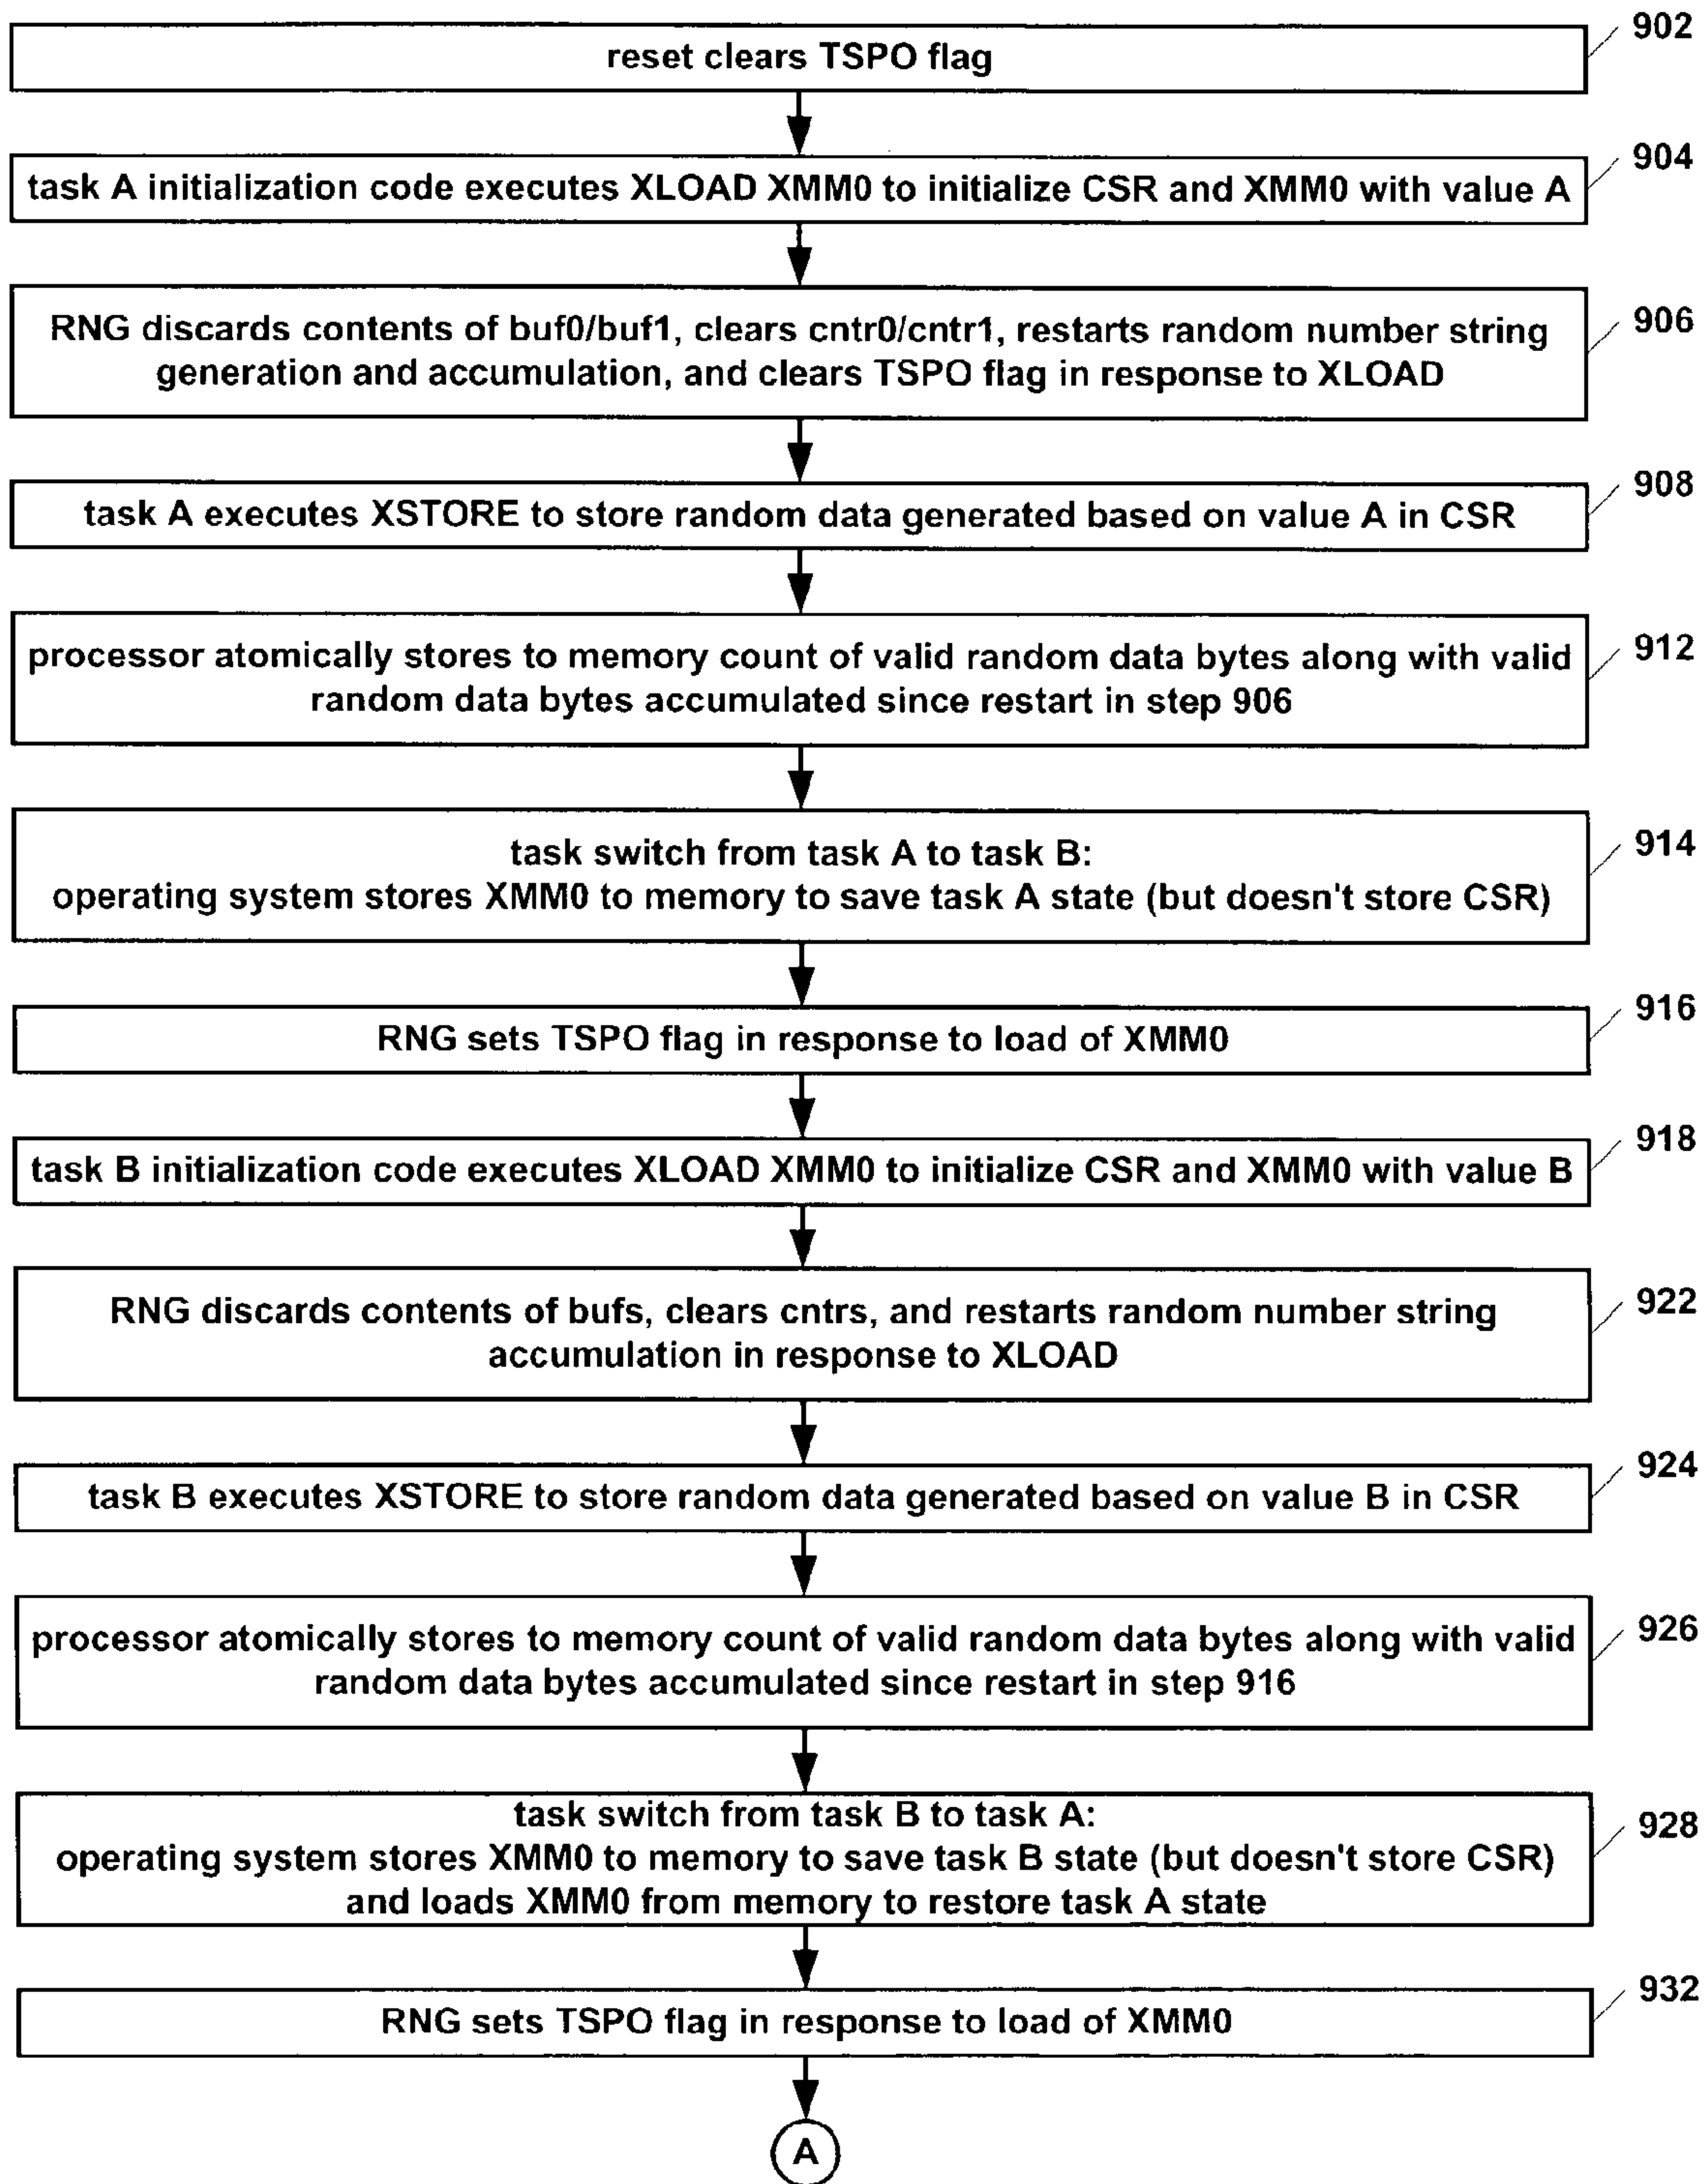 902
reset clears TSPO flag
904
task A initialization code executes XLOAD XMM0 to initialize CSR and XMM0 with value A
906
RNG discards contents of buf0/buf1, clears cntr0/cntr1, restarts random number string
generation and accumulation, and clears TSPO flag in response to XLOAD
908
task A executes XSTORE to store random data generated based on value A in CSR
912
processor atomically stores to memory count of valid random data bytes along with valid
random data bytes accumulated since restart in step 906
914
task switch from task A to task B:
operating system stores XMM0 to memory to save task A state (but doesn't store CSR)
916
RNG sets TSPO flag in response to load of XMM0
918
task B initialization code executes XLOAD XMM0 to initialize CSR and XMM0 with value B
922
RNG discards contents of bufs, clears cntrs, and restarts random number string
accumulation in response to XLOAD
924
task B executes XSTORE to store random data generated based on value B in CSR
926
processor atomically stores to memory count of valid random data bytes along with valid
random data bytes accumulated since restart in step 916
928
task switch from task B to task A:
operating system stores XMM0 to memory to save task B state (but doesn't store CSR)
and loads XMM0 from memory to restore task A state
932
RNG sets TSPO flag in response to load of XMM0
A